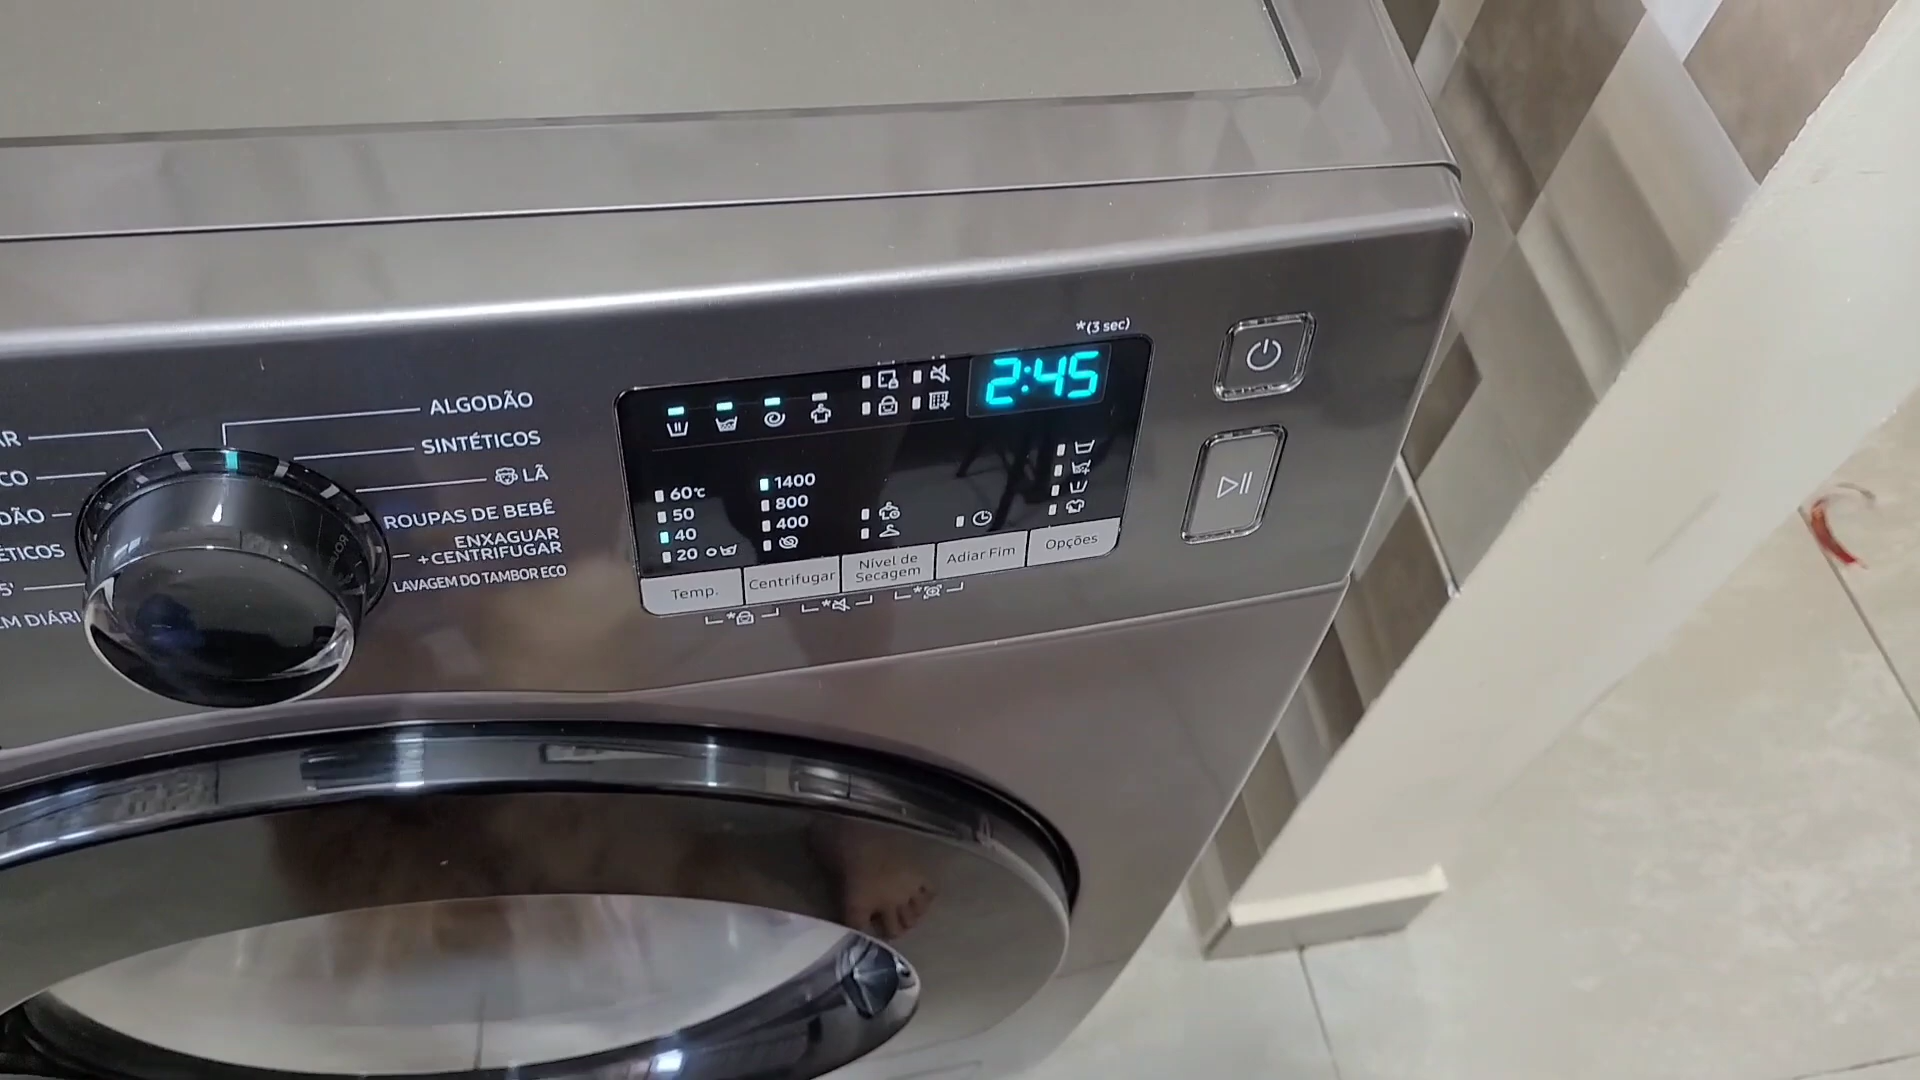 *(3 sec)
2:45
ALGODÃO
SINTÉTICOS
LÃ
ROUPAS DE BEBÊ
ENXAGUAR
+CENTRIFUGAR
LAVAGEM DO TAMBOR ECO
AR
CO
DÃO
ÉTICOS
5'
EM DIÁRI
60℃
50
40
20
1400
800
400
Temp.
Centrifugar
Nível de
Secagem
Adiar Fim
Opções